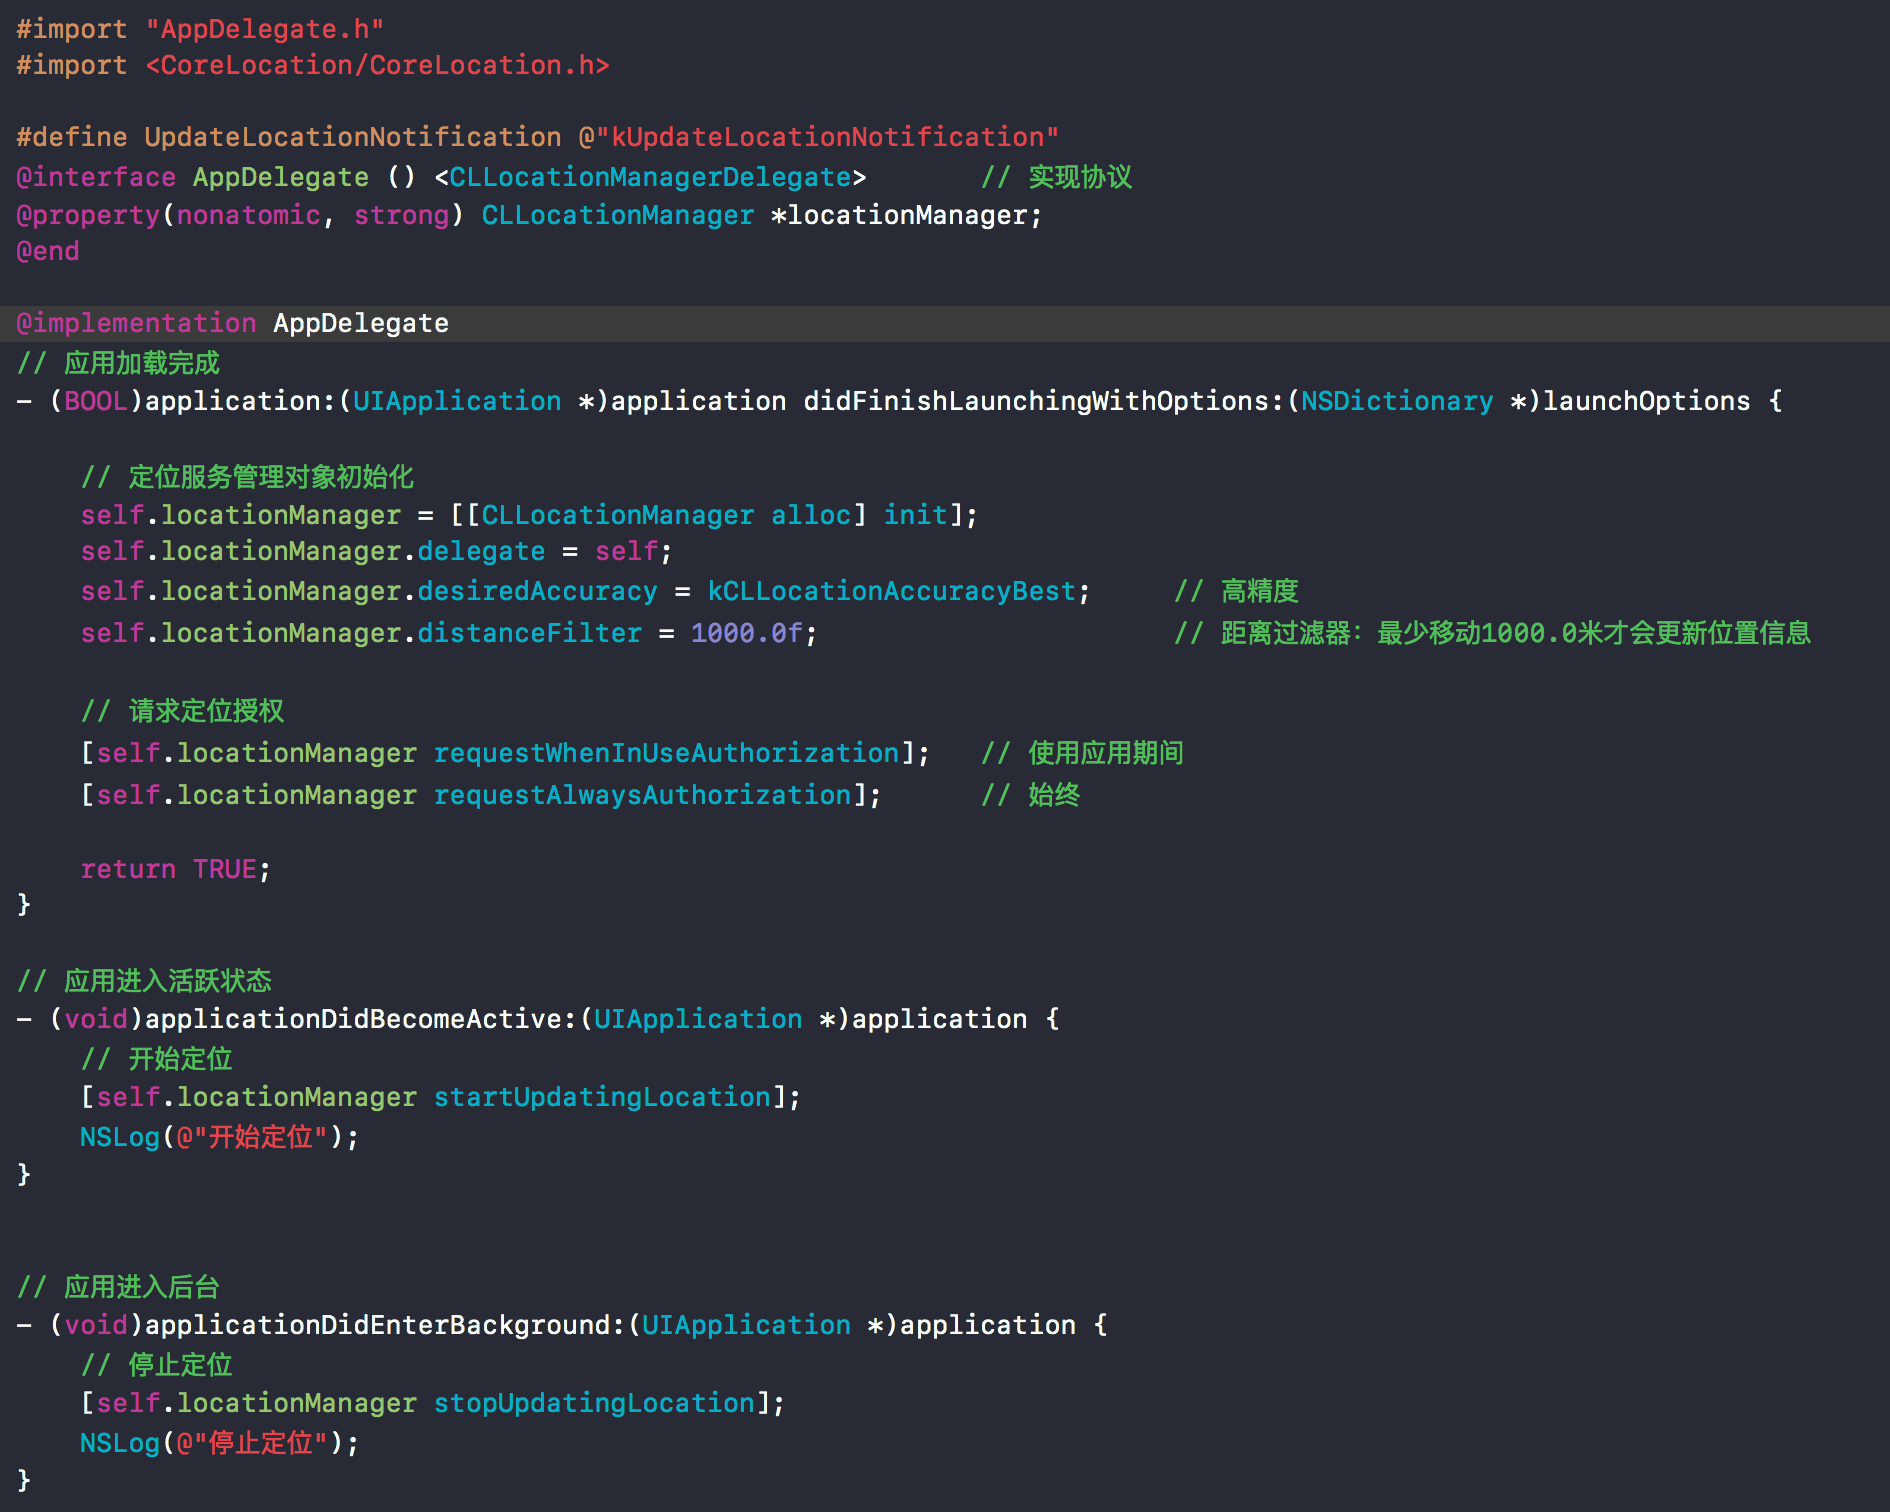 #import "AppDelegate.h"
#import <CoreLocation/CoreLocation.h>
#define UpdateLocationNotification @"kUpdateLocationNotification"
@interface AppDelegate () <CLLocationManagerDelegate>       // 实现协议
@property(nonatomic, strong) CLLocationManager *locationManager;
@end
@implementation AppDelegate
// 应用加载完成
- (BOOL)application:(UIApplication *)application didFinishLaunchingWithOptions:(NSDictionary *)launchOptions {
    // 定位服务管理对象初始化
    self.locationManager = [[CLLocationManager alloc] init];
    self.locationManager.delegate = self;
    self.locationManager.desiredAccuracy = kCLLocationAccuracyBest;     // 高精度
    self.locationManager.distanceFilter = 1000.0f;                      // 距离过滤器：最少移动1000.0米才会更新位置信息
    // 请求定位授权
    [self.locationManager requestWhenInUseAuthorization];   // 使用应用期间
    [self.locationManager requestAlwaysAuthorization];      // 始终
    return TRUE;
}
// 应用进入活跃状态
- (void)applicationDidBecomeActive:(UIApplication *)application {
    // 开始定位
    [self.locationManager startUpdatingLocation];
    NSLog(@"开始定位");
}
// 应用进入后台
- (void)applicationDidEnterBackground:(UIApplication *)application {
    // 停止定位
    [self.locationManager stopUpdatingLocation];
    NSLog(@"停止定位");
}